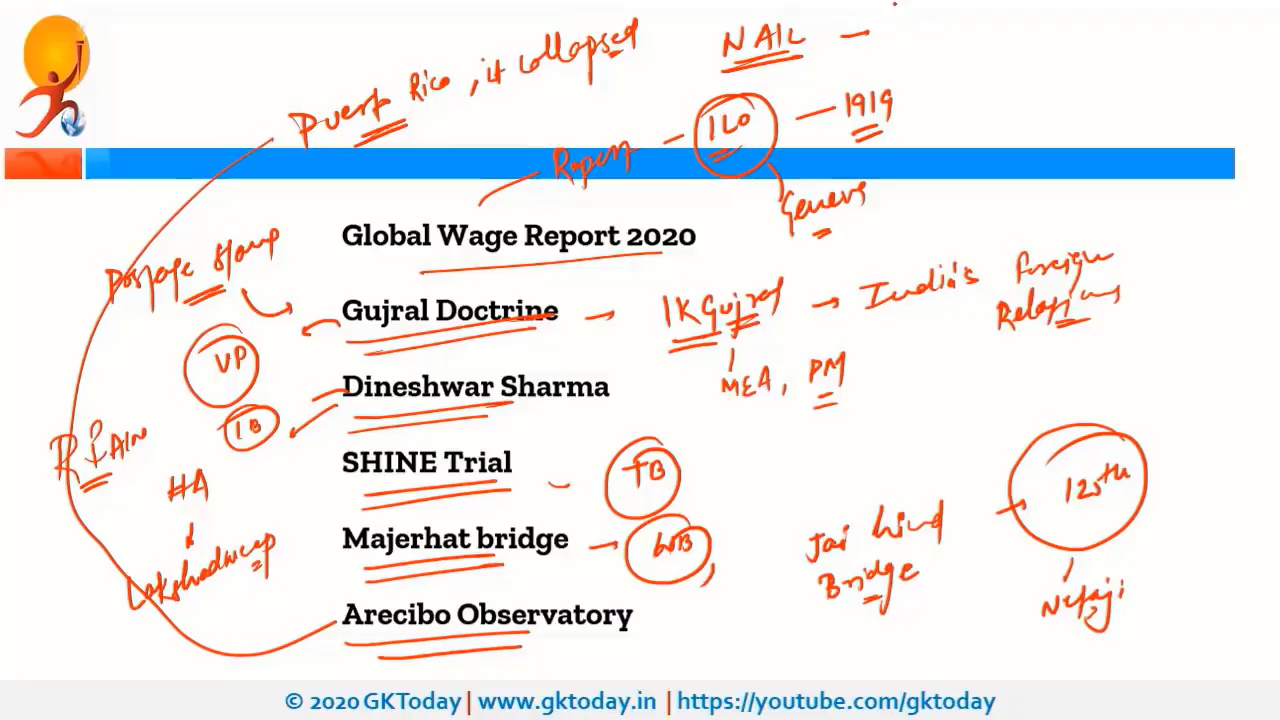 Puerto Rico, it collapsed
NAIL
ILO
1919
Report
Geneva
Global Wage Report 2020
Postage stamp
Gujral Doctrine
IK Gujral
India's foreign
Relations
VP
MEA, PM
Dineshwar Sharma
IB
SHINE Trial
TB
HA
Lakshadweep
125th
Majerhat bridge
WB,
Jai hind
Bridge
Netaji
Arecibo Observatory
© 2020 GKToday | www.gktoday.in | https://youtube.com/gktoday